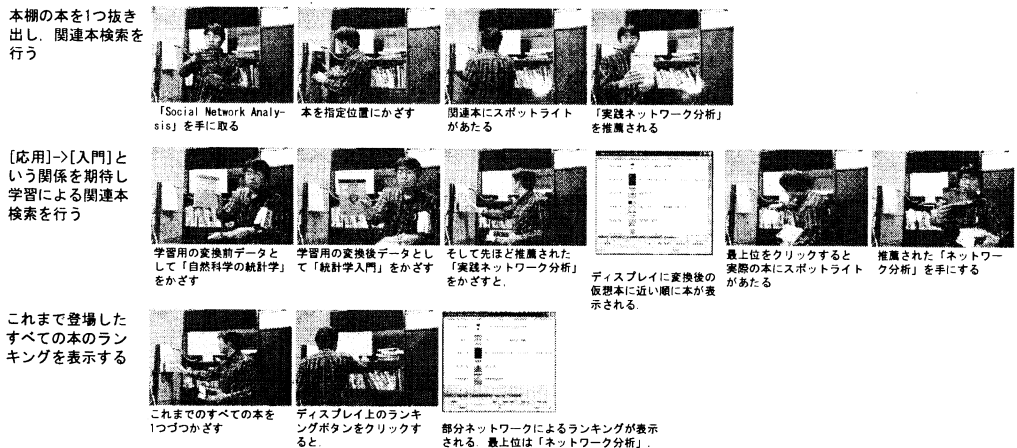 本棚の本を1つ抜き
出し，関連本検索を
行う
「Social Network Analy-
sis」を手に取る
本を指定位置にかざす
関連本にスポットライト
があたる
「実践ネットワーク分析」
を推薦される
[応用]->[入門]と
いう関係を期待し
学習による関連本
検索を行う
学習用の変換前データと
して「自然科学の統計学」
をかざす
学習用の変換後データとし
て「統計学入門」をかざす
そして先ほど推薦された
「実践ネットワーク分析」
をかざすと，
ディスプレイに変換後の
仮想本に近い順に本が表
示される．
最上位をクリックすると
実際の本にスポットライト
があたる
推薦された「ネットワー
ク分析」を手にする
これまで登場した
すべての本のラン
キングを表示する
これまでのすべての本を
1つづつかざす
ディスプレイ上のランキ
ングボタンをクリックす
ると，
部分ネットワークによるランキングが表示
される．最上位は「ネットワーク分析」．